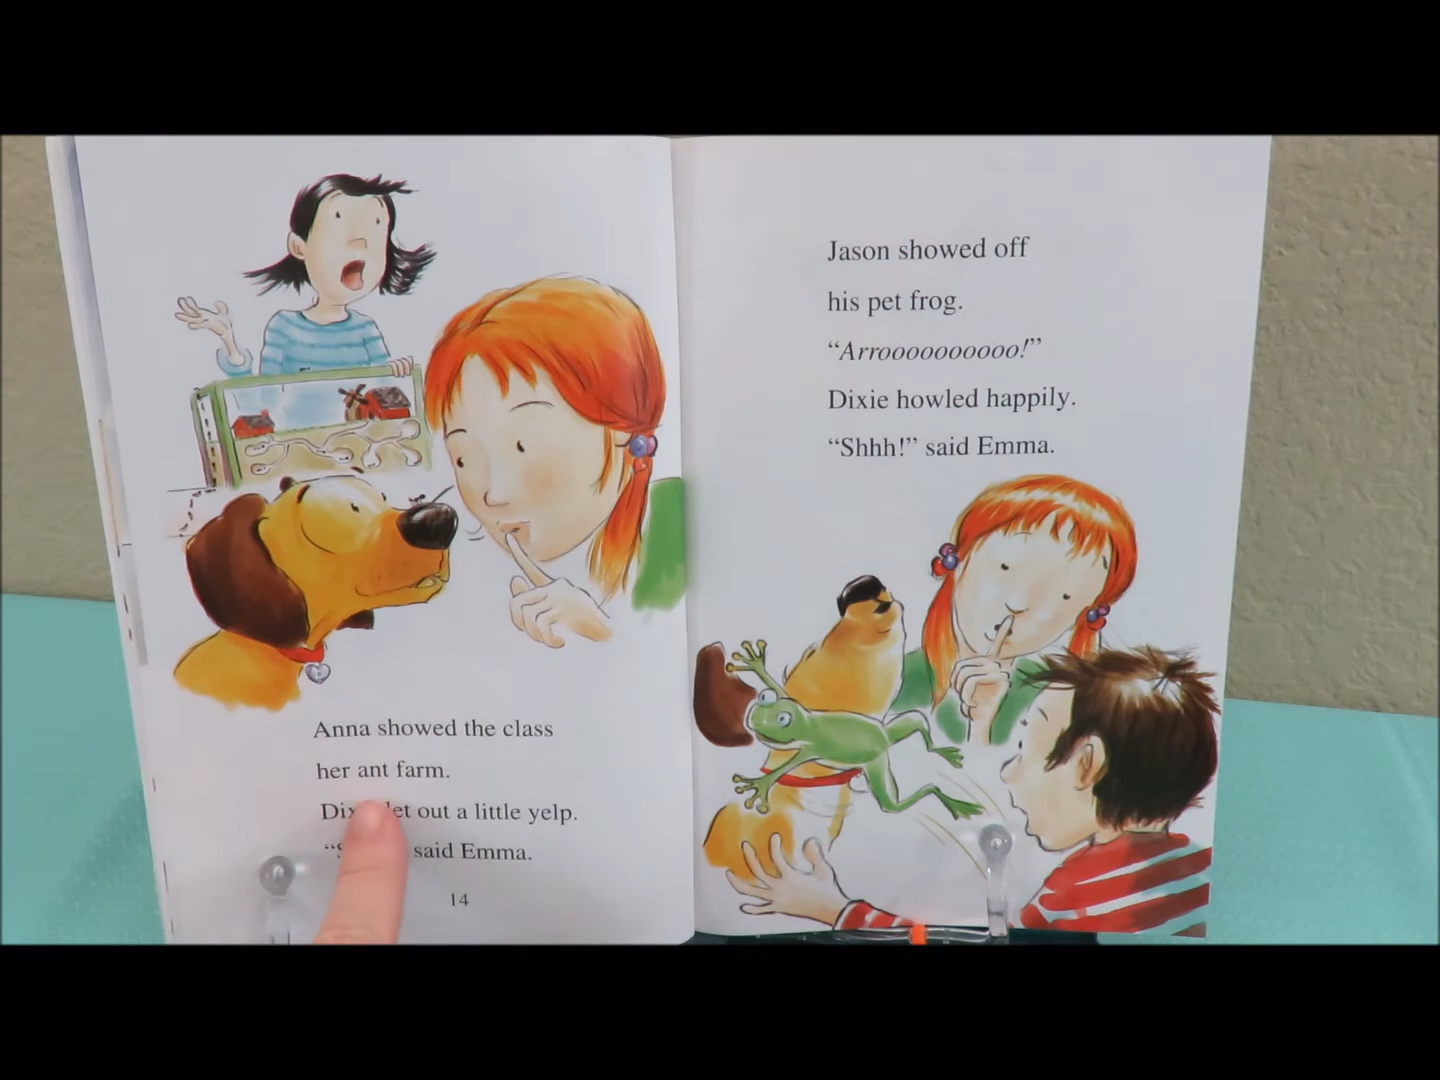 Anna showed the class
her ant farm.
let out a little yelp.
said Emma.
14
Jason showed off
his pet frog.
“Arroooooooooo!”
Dixie howled happily.
“Shhh!” said Emma.